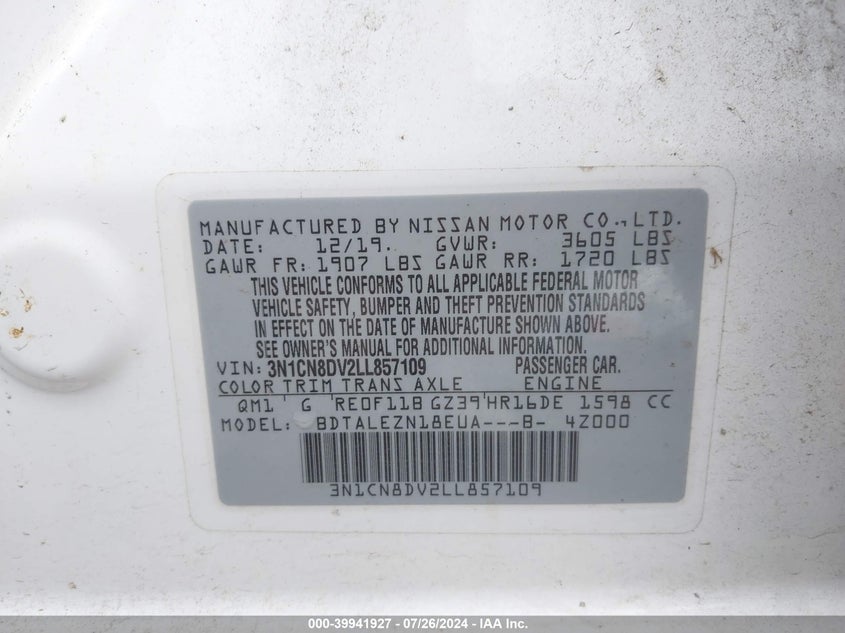 MANUFACTURED BY NISSAN MOTOR CO., LTD.
DATE: 12/19. GVWR: 3605 LBS
GAWR FR: 1907 LBS GAWR RR: 1720 LBS
THIS VEHICLE CONFORMS TO ALL APPLICABLE FEDERAL MOTOR
VEHICLE SAFETY, BUMPER AND THEFT PREVENTION STANDARDS
IN EFFECT ON THE DATE OF MANUFACTURE SHOWN ABOVE.
SEE OWNER'S MANUAL FOR ADDITIONAL INFORMATION.
VIN: 3N1CN8DV2LL857109 PASSENGER CAR.
COLOR TRIM TRANS AXLE ENGINE
QM1 G RE0F11B GZ39 HR16DE 1598 CC
MODEL: BDTALEZN18EUA---B- 4Z000
3N1CN8DV2LL857109
000-39941927 - 07/26/2024 - IAA Inc.